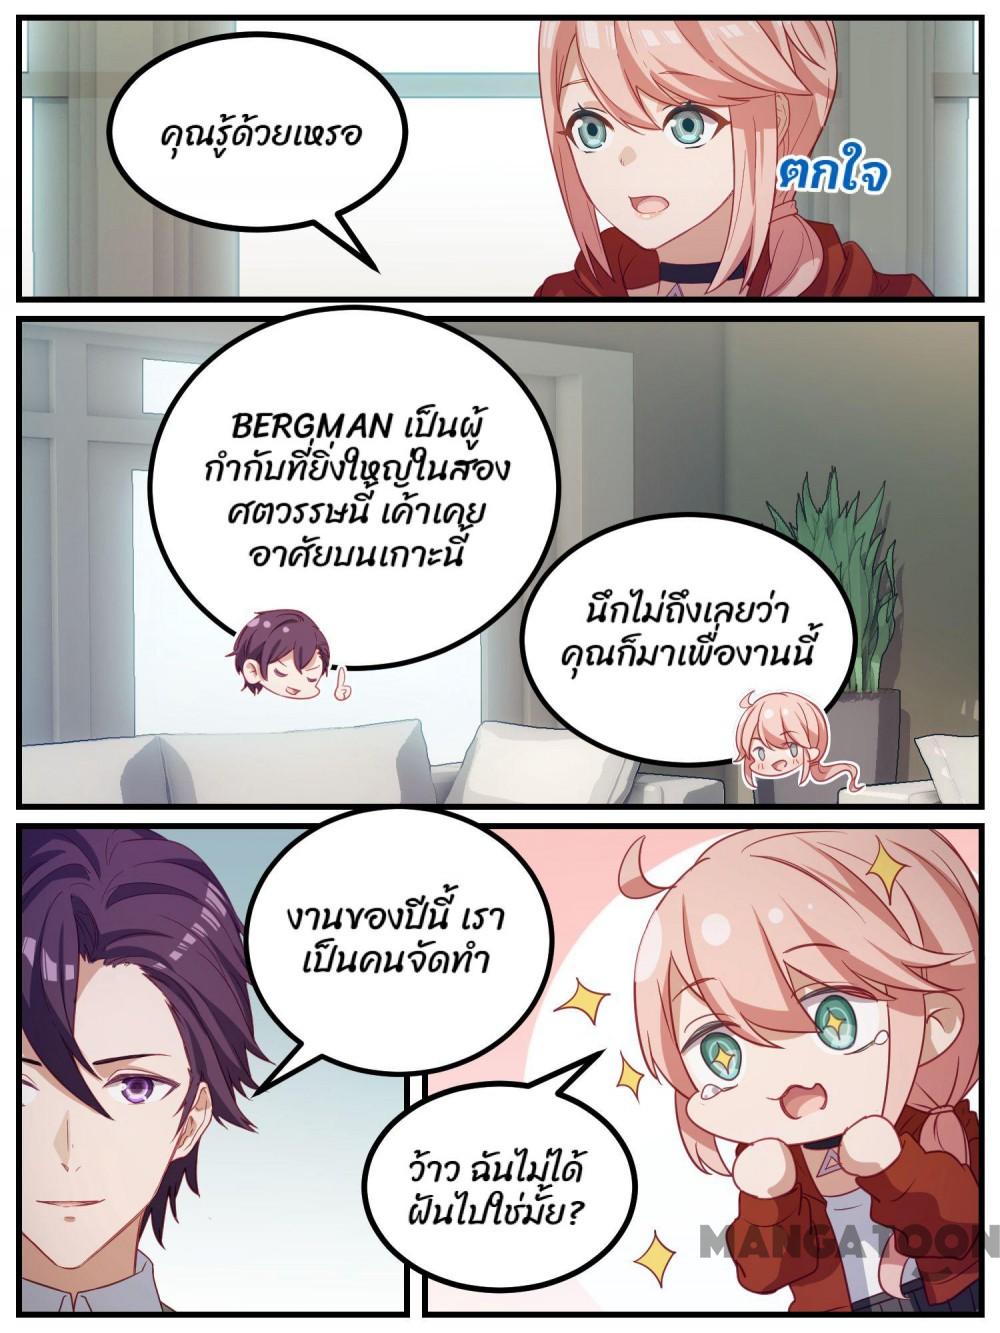 คุณรู้ด้วยเหรอ
ตกใจ
BERGMAN เป็นผู้
กำกับที่ยิ่งใหญ่ในสอง
ศตวรรษนี้ เค้าเคย
อาศัยบนเกาะนี้
นึกไม่ถึงเลยว่า
คุณก็มาเพื่องานนี้
งานของปีนี้ เรา
เป็นคนจัดทำ
ว้าว ฉันไม่ได้
ฝันไปใช่มั้ย?
MANGATOON